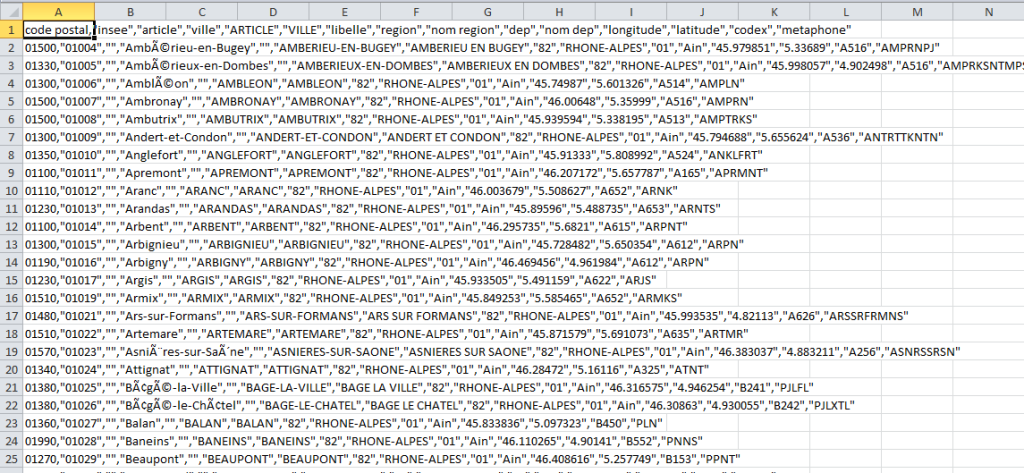 A B C D E F G H I J K L M N
1 code postal,"insee","article","ville","ARTICLE","VILLE","libelle","region","nom region","dep","nom dep","longitude","latitude","codex","metaphone"
2 01500,"01004","","AmbÃ©rieu-en-Bugey","","AMBERIEU-EN-BUGEY","AMBERIEU EN BUGEY","82","RHONE-ALPES","01","Ain","45.979851","5.33689","A516","AMPRNPJ"
3 01330,"01005","","AmbÃ©rieux-en-Dombes","","AMBERIEUX-EN-DOMBES","AMBERIEUX EN DOMBES","82","RHONE-ALPES","01","Ain","45.998057","4.902498","A516","AMPRKSNTMPS
4 01300,"01006","","AmblÃ©on","","AMBLEON","AMBLEON","82","RHONE-ALPES","01","Ain","45.74987","5.601326","A514","AMPLN"
5 01500,"01007","","Ambronay","","AMBRONAY","AMBRONAY","82","RHONE-ALPES","01","Ain","46.00648","5.35999","A516","AMPRN"
6 01500,"01008","","Ambutrix","","AMBUTRIX","AMBUTRIX","82","RHONE-ALPES","01","Ain","45.939594","5.338195","A513","AMPTRKS"
7 01300,"01009","","Andert-et-Condon","","ANDERT-ET-CONDON","ANDERT ET CONDON","82","RHONE-ALPES","01","Ain","45.794688","5.655624","A536","ANTRTTKNTN"
8 01350,"01010","","Anglefort","","ANGLEFORT","ANGLEFORT","82","RHONE-ALPES","01","Ain","45.91333","5.808992","A524","ANKLFRT"
9 01100,"01011","","Apremont","","APREMONT","APREMONT","82","RHONE-ALPES","01","Ain","46.207172","5.657787","A165","APRMNT"
10 01110,"01012","","Aranc","","ARANC","ARANC","82","RHONE-ALPES","01","Ain","46.003679","5.508627","A652","ARNK"
11 01230,"01013","","Arandas","","ARANDAS","ARANDAS","82","RHONE-ALPES","01","Ain","45.89596","5.488735","A653","ARNTS"
12 01100,"01014","","Arbent","","ARBENT","ARBENT","82","RHONE-ALPES","01","Ain","46.295735","5.6821","A615","ARPNT"
13 01300,"01015","","Arbignieu","","ARBIGNIEU","ARBIGNIEU","82","RHONE-ALPES","01","Ain","45.728482","5.650354","A612","ARPN"
14 01190,"01016","","Arbigny","","ARBIGNY","ARBIGNY","82","RHONE-ALPES","01","Ain","46.469456","4.961984","A612","ARPN"
15 01230,"01017","","Argis","","ARGIS","ARGIS","82","RHONE-ALPES","01","Ain","45.933505","5.491159","A622","ARJS"
16 01510,"01019","","Armix","","ARMIX","ARMIX","82","RHONE-ALPES","01","Ain","45.849253","5.585465","A652","ARMKS"
17 01480,"01021","","Ars-sur-Formans","","ARS-SUR-FORMANS","ARS SUR FORMANS","82","RHONE-ALPES","01","Ain","45.993535","4.82113","A626","ARSSRFRMNS"
18 01510,"01022","","Artemare","","ARTEMARE","ARTEMARE","82","RHONE-ALPES","01","Ain","45.871579","5.691073","A635","ARTMR"
19 01570,"01023","","AsniÃ¨res-sur-SaÃ´ne","","ASNIERES-SUR-SAONE","ASNIERES SUR SAONE","82","RHONE-ALPES","01","Ain","46.383037","4.883211","A256","ASNRSSRSN"
20 01340,"01024","","Attignat","","ATTIGNAT","ATTIGNAT","82","RHONE-ALPES","01","Ain","46.28472","5.16116","A325","ATNT"
21 01380,"01025","","BÃ¢gÃ©-la-Ville","","BAGE-LA-VILLE","BAGE LA VILLE","82","RHONE-ALPES","01","Ain","46.316575","4.946254","B241","PJLFL"
22 01380,"01026","","BÃ¢gÃ©-le-ChÃ¢tel","","BAGE-LE-CHATEL","BAGE LE CHATEL","82","RHONE-ALPES","01","Ain","46.30863","4.930055","B242","PJLXTL"
23 01360,"01027","","Balan","","BALAN","BALAN","82","RHONE-ALPES","01","Ain","45.833836","5.097323","B450","PLN"
24 01990,"01028","","Baneins","","BANEINS","BANEINS","82","RHONE-ALPES","01","Ain","46.110265","4.90141","B552","PNNS"
25 01270,"01029","","Beaupont","","BEAUPONT","BEAUPONT","82","RHONE-ALPES","01","Ain","46.408616","5.257749","B153","PPNT"